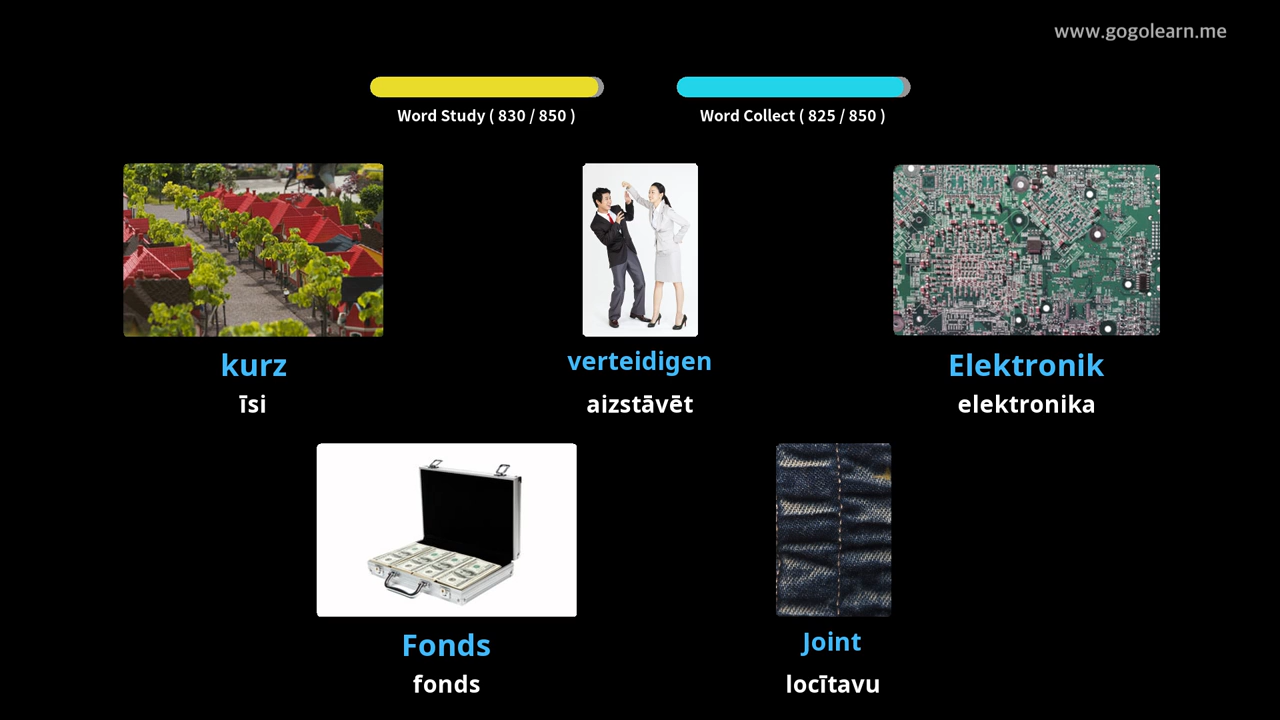 www.gogolearn.me
Word Study ( 830 / 850 )
Word Collect ( 825 / 850 )
kurz
īsi
verteidigen
aizstāvēt
Elektronik
elektronika
Fonds
fonds
Joint
locītavu